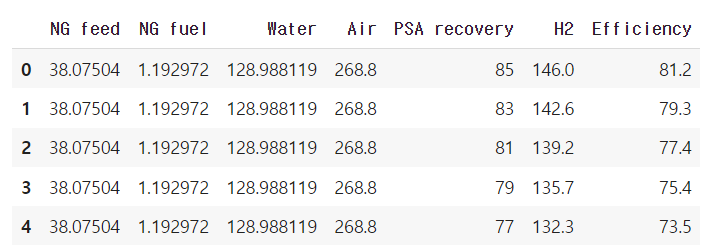 NG feed NG fuel Water Air PSA recovery H2 Efficiency
0 38.07504 1.192972 128.988119 268.8 85 146.0 81.2
1 38.07504 1.192972 128.988119 268.8 83 142.6 79.3
2 38.07504 1.192972 128.988119 268.8 81 139.2 77.4
3 38.07504 1.192972 128.988119 268.8 79 135.7 75.4
4 38.07504 1.192972 128.988119 268.8 77 132.3 73.5